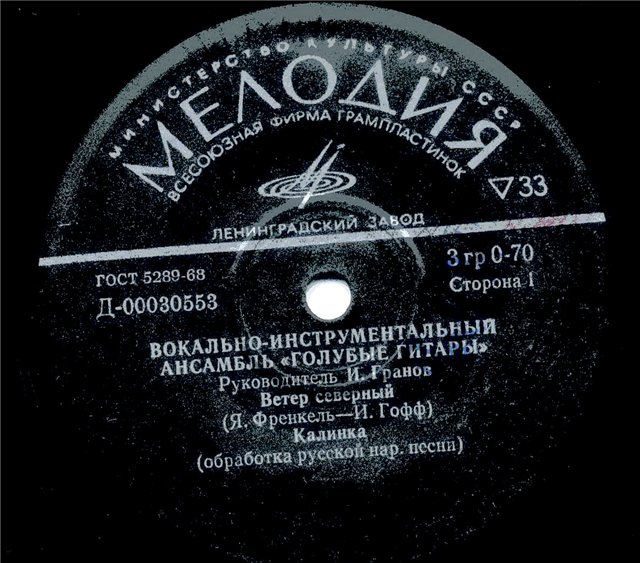 МИНИСТЕРСТВО КУЛЬТУРЫ СССР
МЕЛОДИЯ
ВСЕСОЮЗНАЯ ФИРМА ГРАМПЛАСТИНОК
33
ЛЕНИНГРАДСКИЙ ЗАВОД
ГОСТ 5289-68
3 гр 0-70
Д-00030553
Сторона 1
ВОКАЛЬНО-ИНСТРУМЕНТАЛЬНЫЙ
АНСАМБЛЬ «ГОЛУБЫЕ ГИТАРЫ»
Руководитель И. Гранов
Ветер северный
(Я. Френкель—И. Гофф)
Калинка
(обработка русской нар. песни)